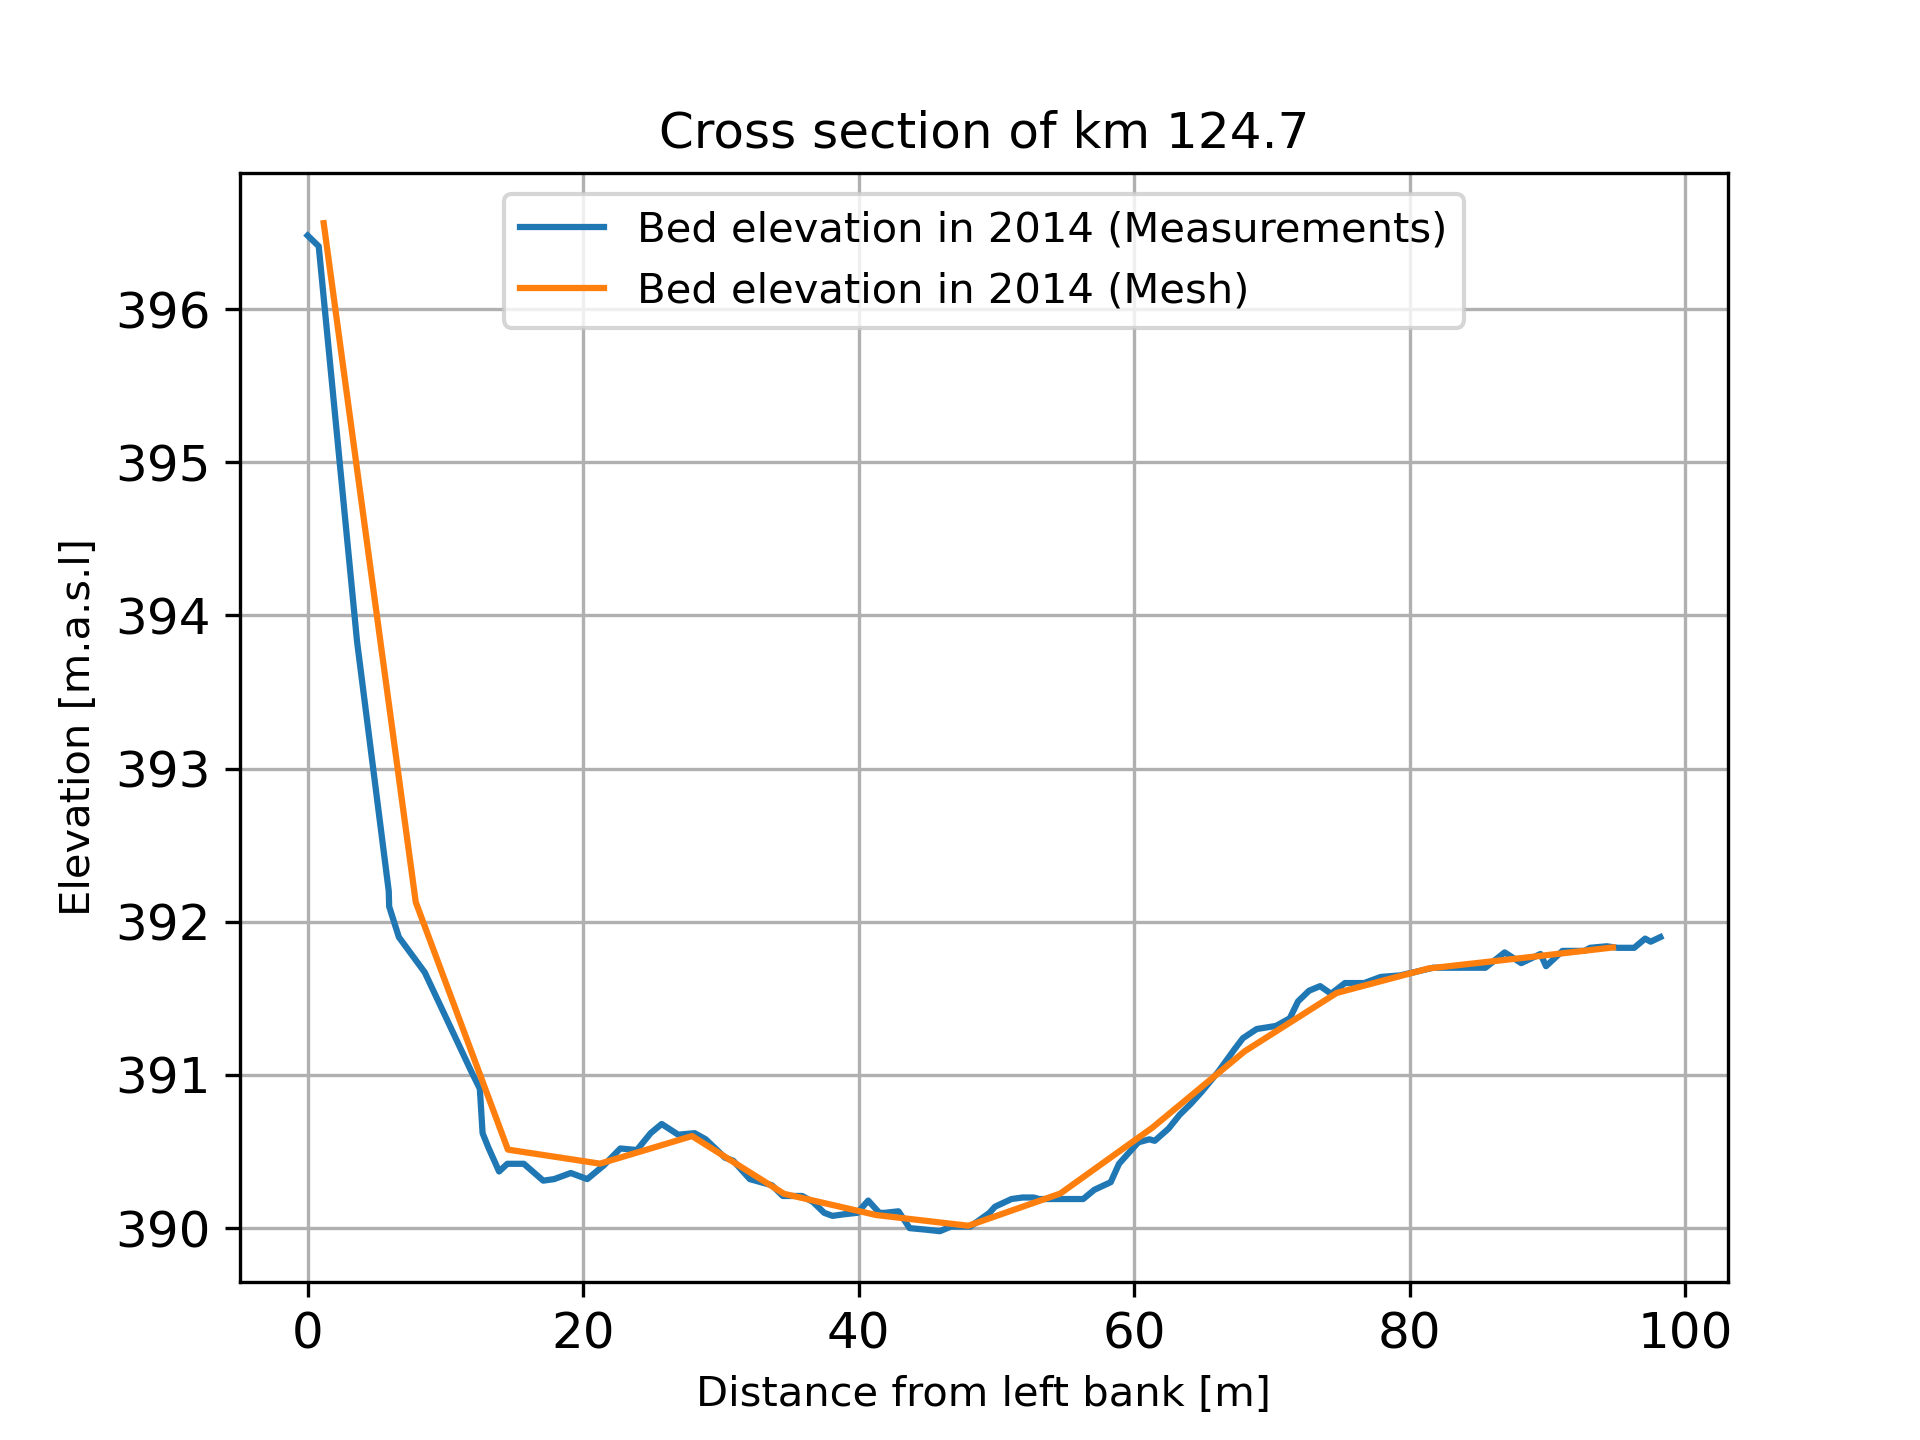 Cross section of km 124.7
Bed elevation in 2014 (Measurements)
Bed elevation in 2014 (Mesh)
Elevation [m.a.s.l]
396
395
394
393
392
391
390
0 20 40 60 80 100
Distance from left bank [m]